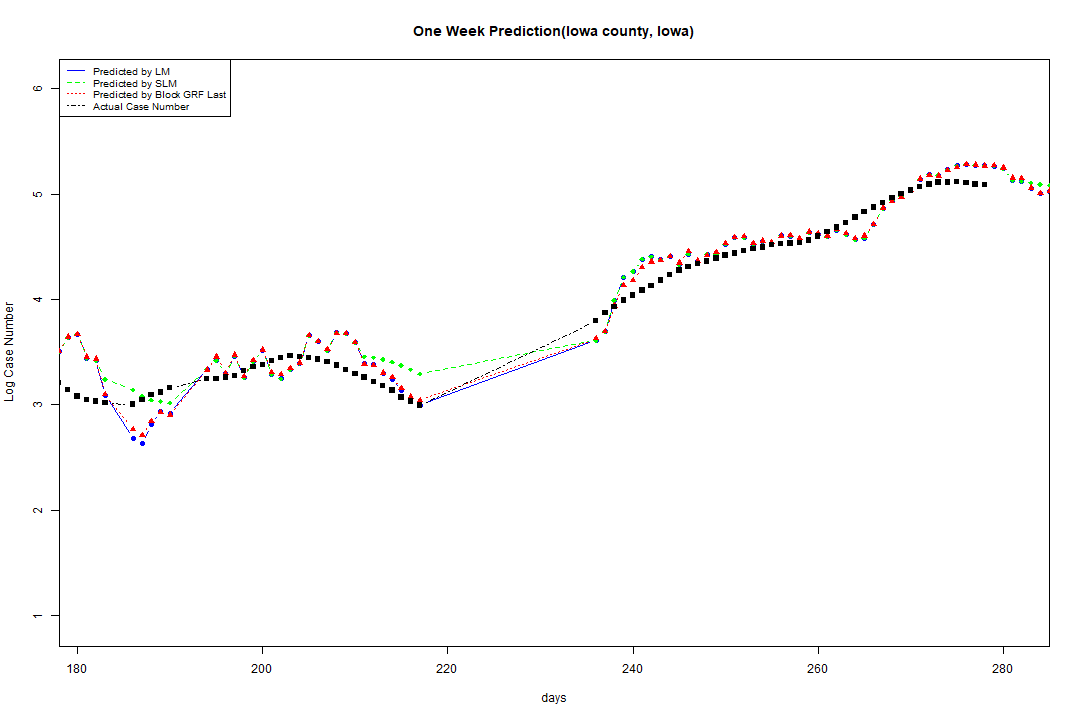 One Week Prediction(Iowa county, Iowa)
Predicted by LM
Predicted by SLM
Predicted by Block GRF Last
Actual Case Number
6
5
4
3
2
1
Log Case Number
180 200 220 240 260 280
days